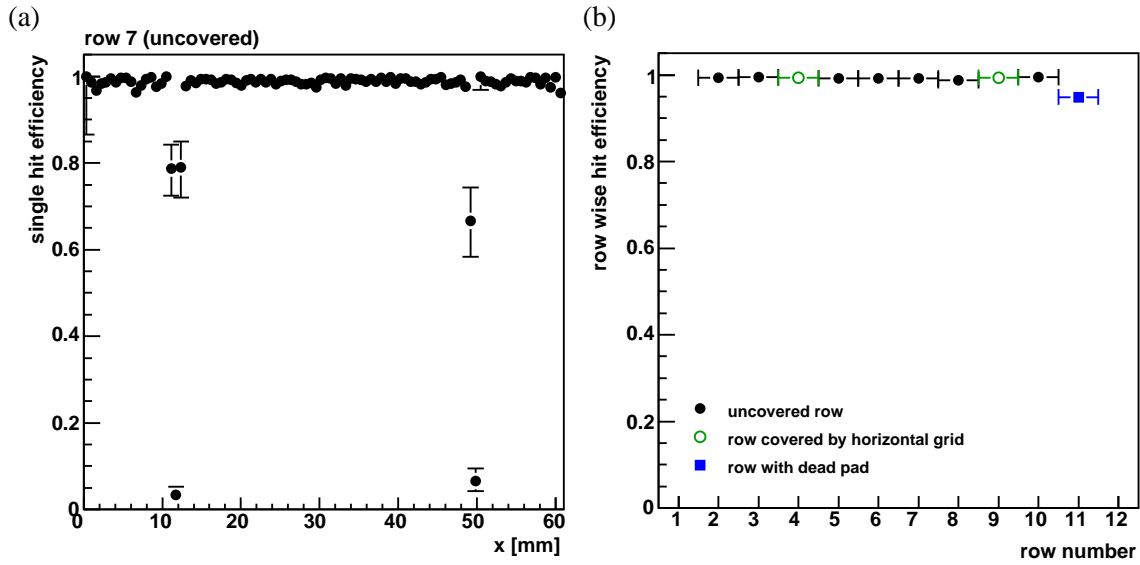 (a)
row 7 (uncovered)
single hit efficiency
1
0.8
0.6
0.4
0.2
0
0 10 20 30 40 50 60
x [mm]
(b)
row wise hit efficiency
1
0.8
0.6
0.4
0.2
0
uncovered row
row covered by horizontal grid
row with dead pad
1 2 3 4 5 6 7 8 9 10 11 12
row number